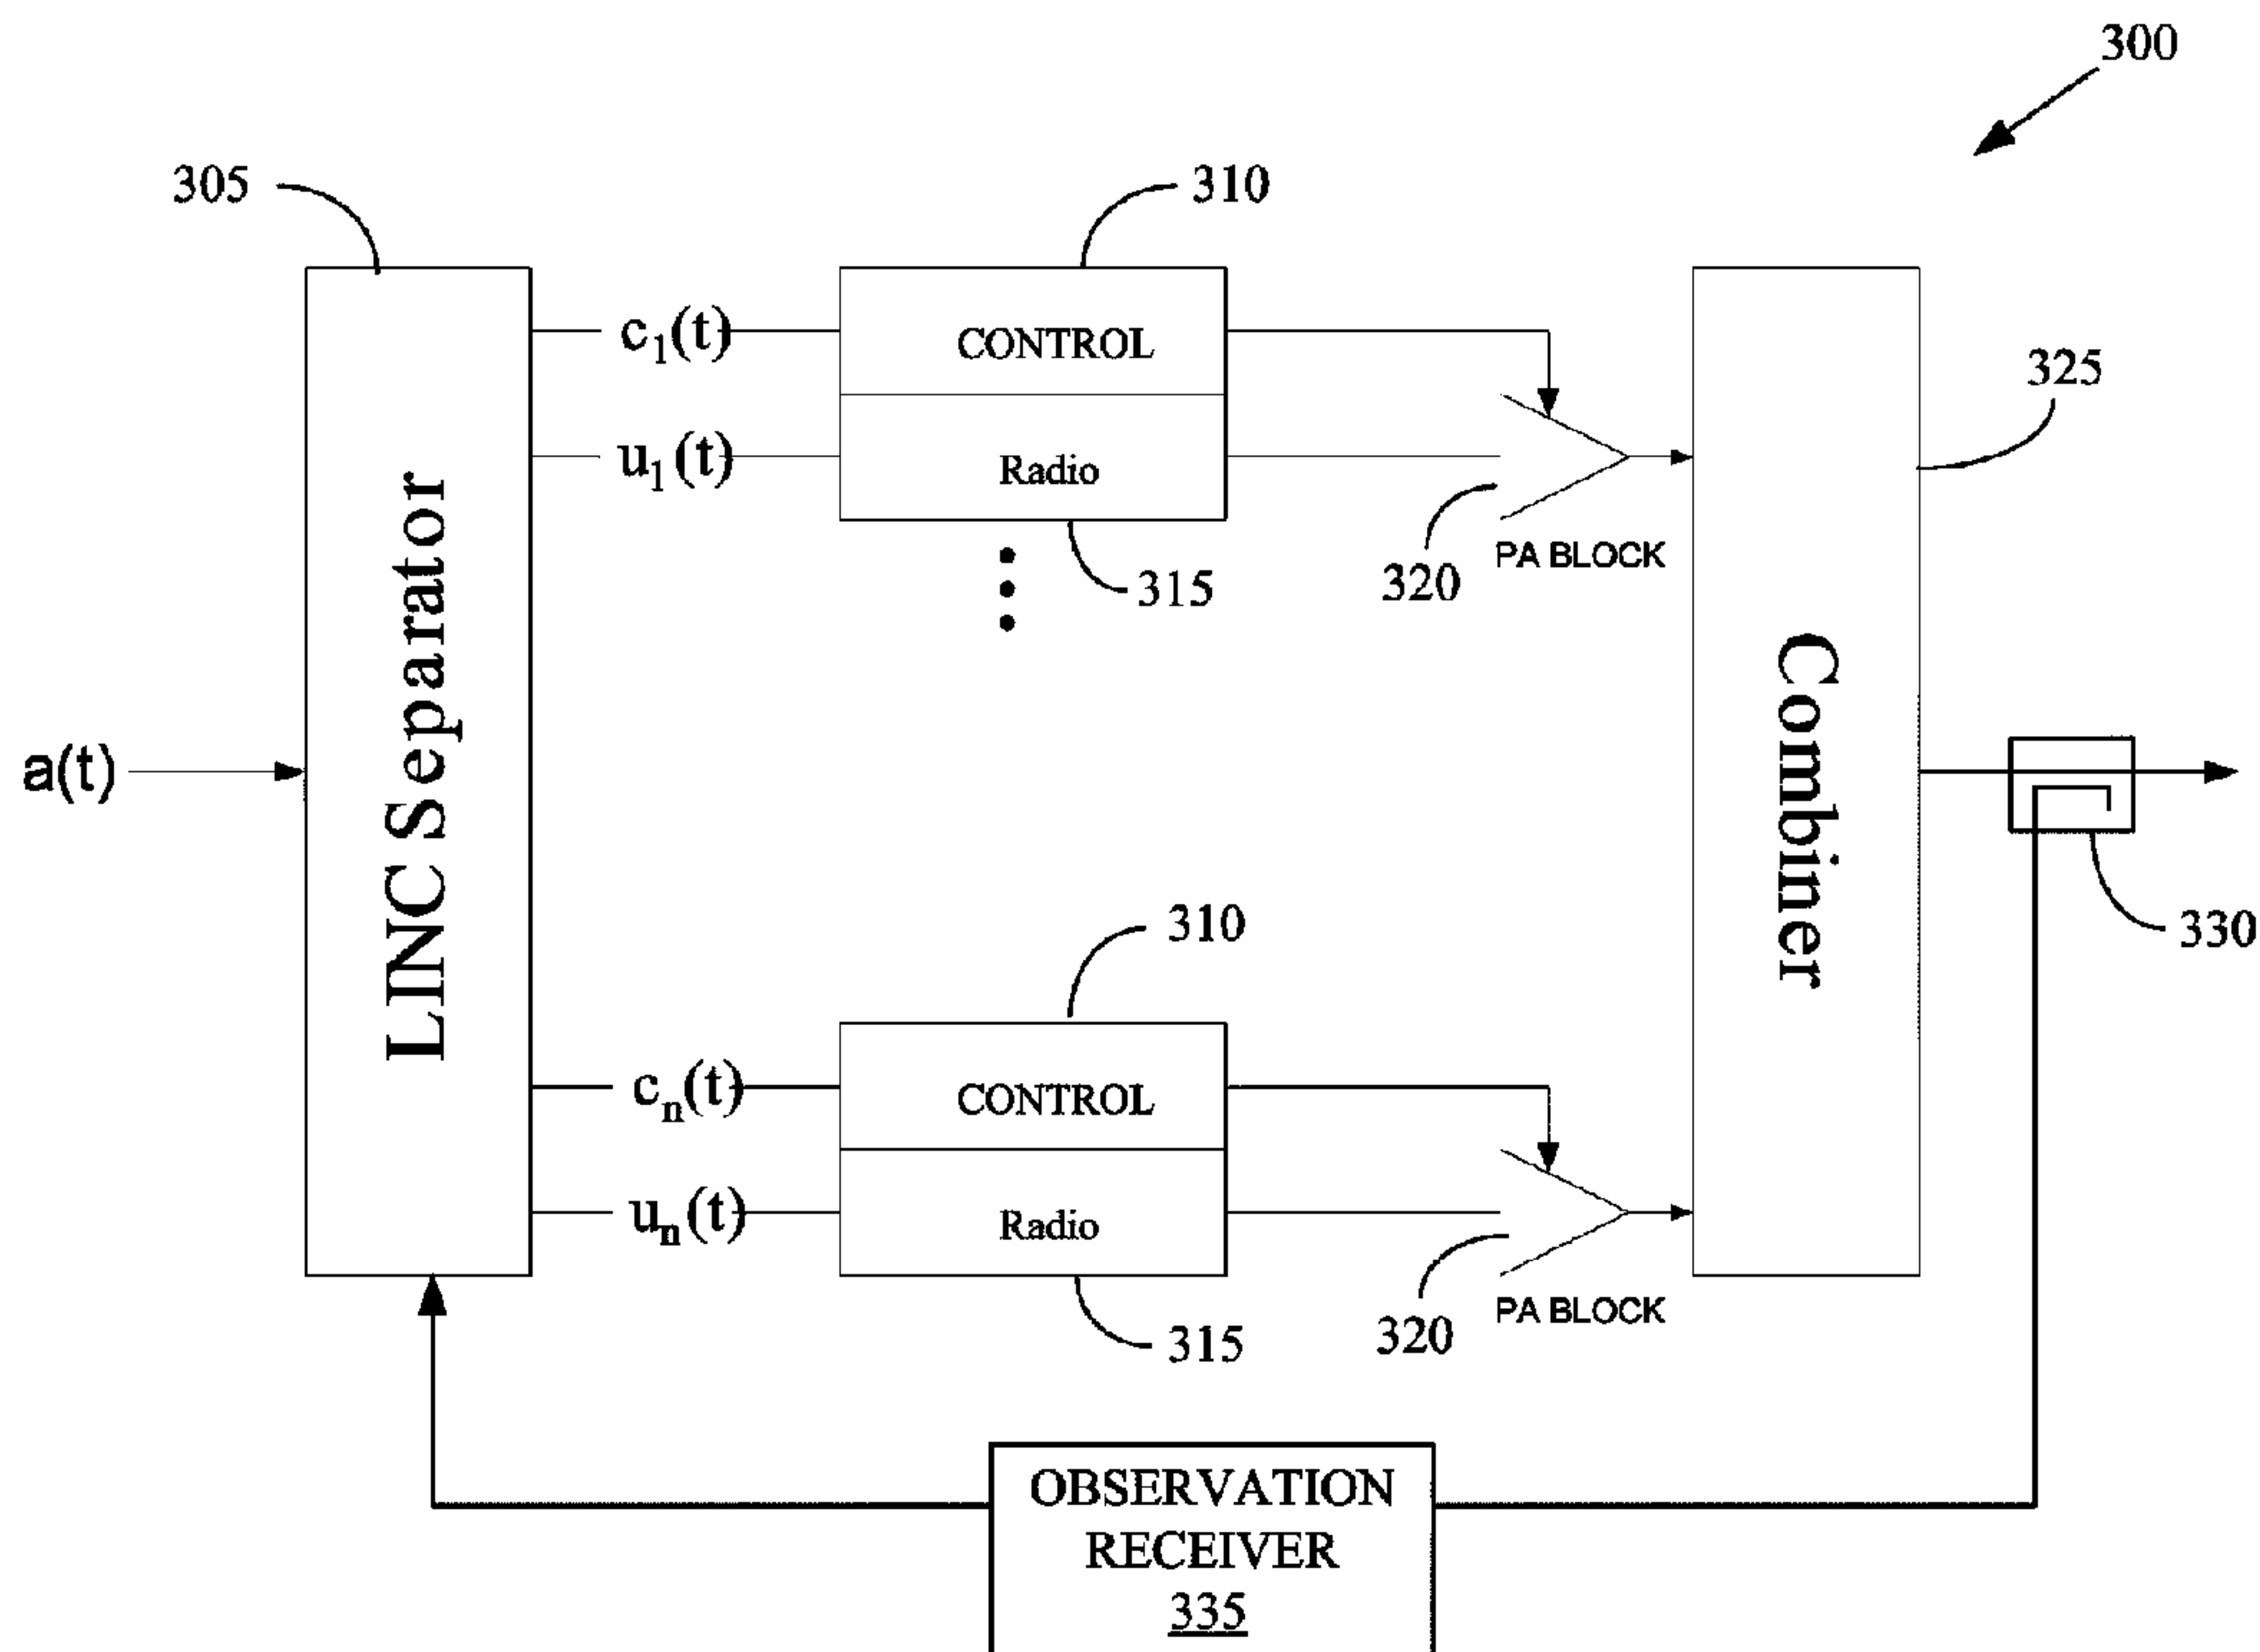 300
305
310
c₁(t)
CONTROL
325
LINC Separator
u₁(t)
Radio
PA BLOCK
320
315
Combiner
a(t)
330
310
cₙ(t)
CONTROL
uₙ(t)
Radio
PA BLOCK
320
315
OBSERVATION
RECEIVER
335